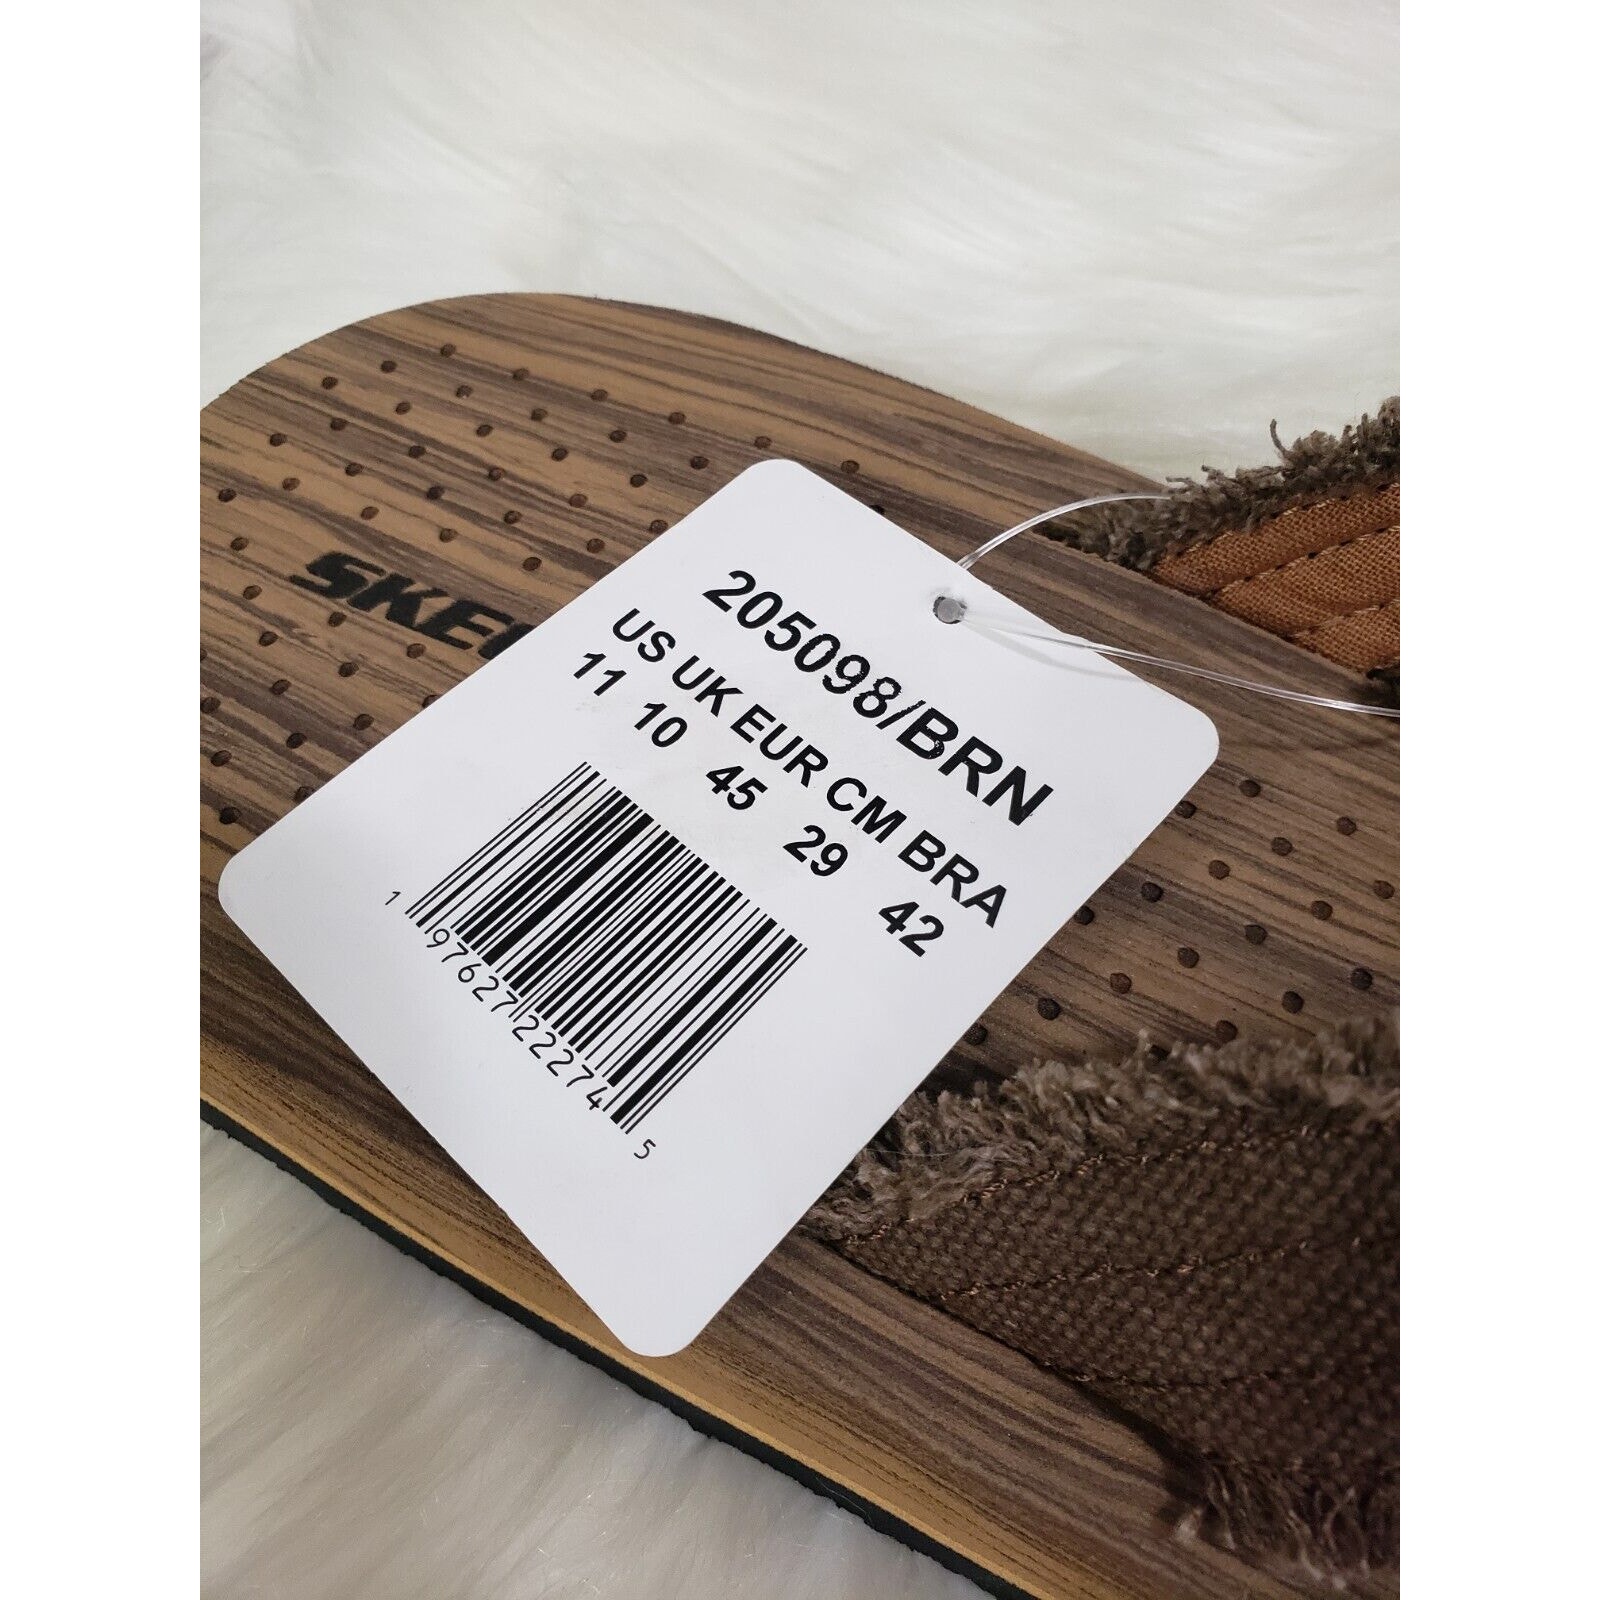 SKE
205098/BRN
US UK EUR CM BRA
11 10 45 29 42
1 97627 22274 5